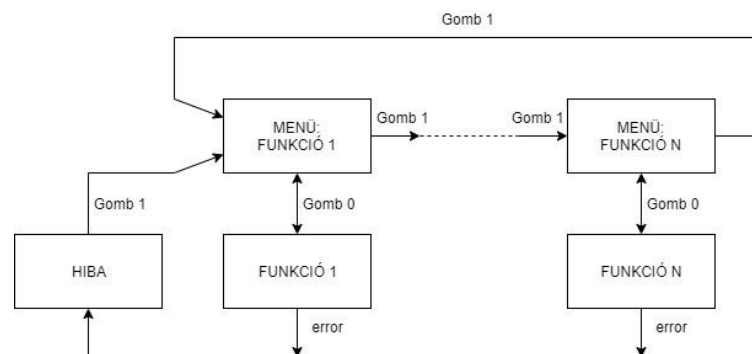 Gomb 1
MENÜ:
FUNKCIÓ 1
Gomb 1
Gomb 1
MENÜ:
FUNKCIÓ N
Gomb 1
Gomb 0
Gomb 0
HIBA
FUNKCIÓ 1
FUNKCIÓ N
error
error